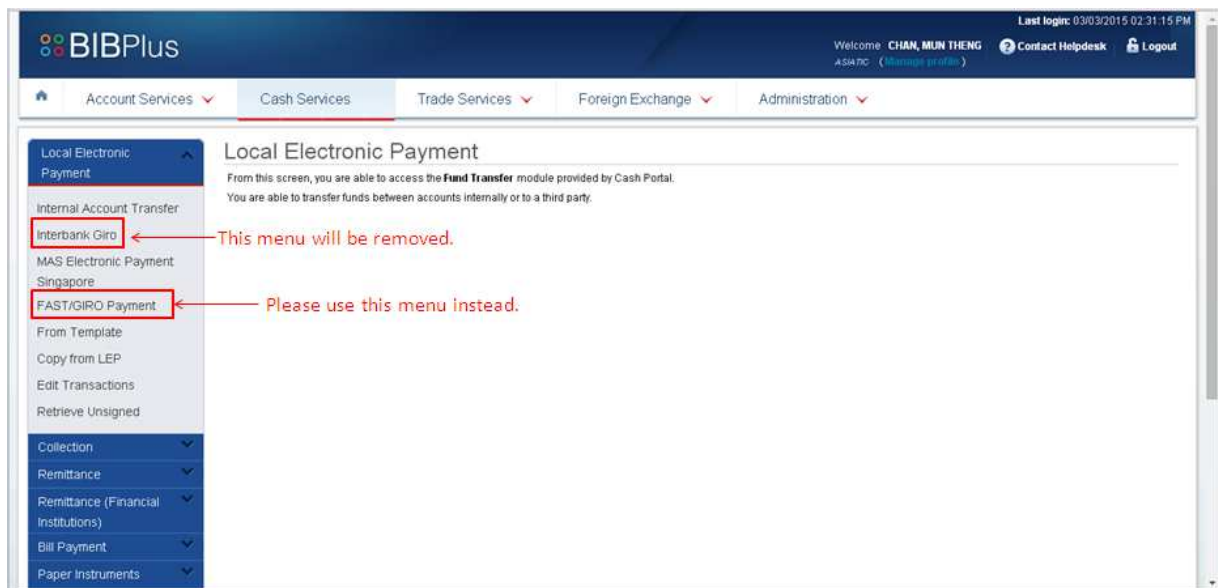 Last login: 03/03/2015 02:31:15 PM
BIBPlus
Welcome CHAN, MUN THENG
Contact Helpdesk
Logout
ASIATIC (Manage profile)
Account Services
Cash Services
Trade Services
Foreign Exchange
Administration
Local Electronic
Payment
Internal Account Transfer
Interbank Giro
MAS Electronic Payment
Singapore
FAST/GIRO Payment
From Template
Copy from LEP
Edit Transactions
Retrieve Unsigned
Collection
Remittance
Remittance (Financial
Institutions)
Bill Payment
Paper Instruments
Local Electronic Payment
From this screen, you are able to access the Fund Transfer module provided by Cash Portal.
You are able to transfer funds between accounts internally or to a third party.
This menu will be removed.
Please use this menu instead.